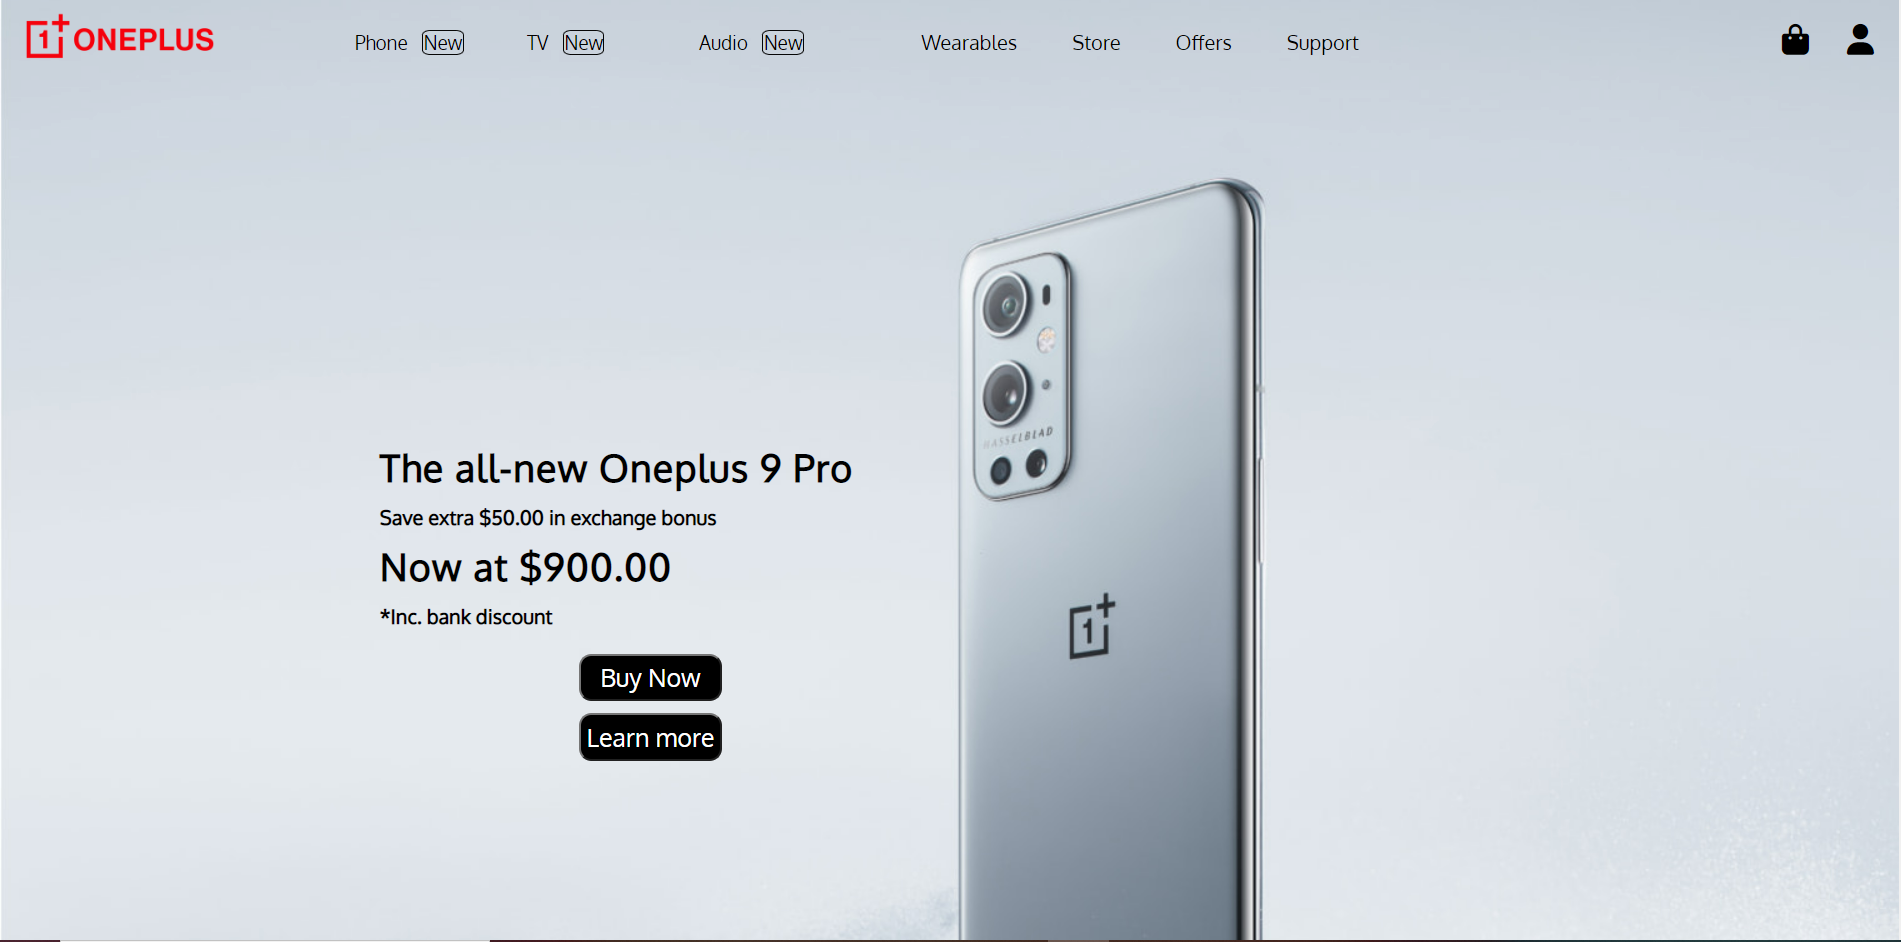 1+ ONEPLUS
Phone New TV New Audio New Wearables Store Offers Support
HASSELBLAD
The all-new Oneplus 9 Pro
Save extra $50.00 in exchange bonus
Now at $900.00
*Inc. bank discount
1+
Buy Now
Learn more